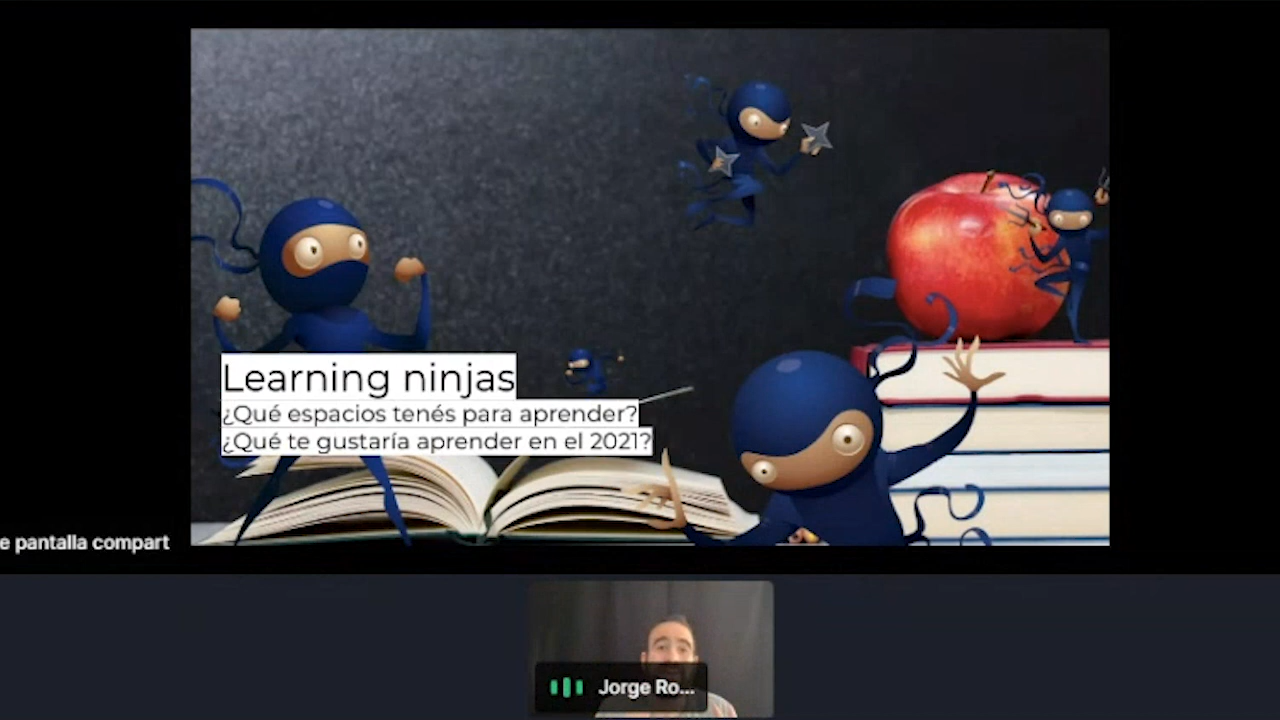 Learning ninjas
¿Qué espacios tenés para aprender?
¿Qué te gustaría aprender en el 2021?
e pantalla compart
Jorge Ro...